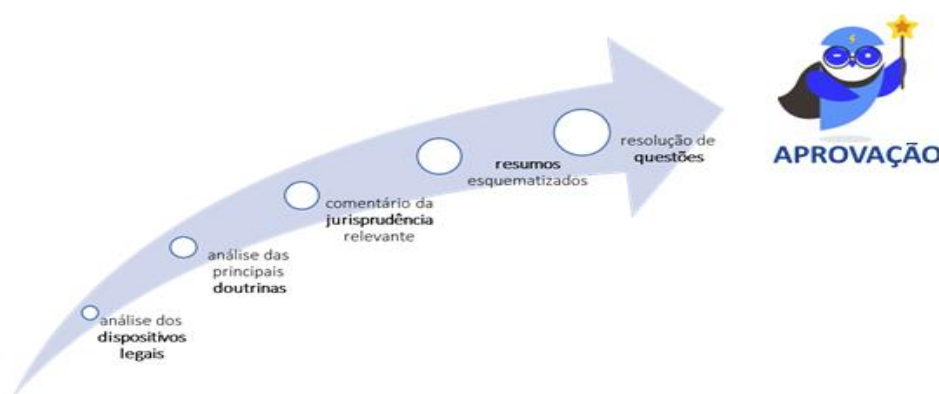 análise dos
dispositivos
legais
análise das
principais
doutrinas
comentário da
jurisprudência
relevante
resumos
esquematizados
resolução de
questões
APROVAÇÃO